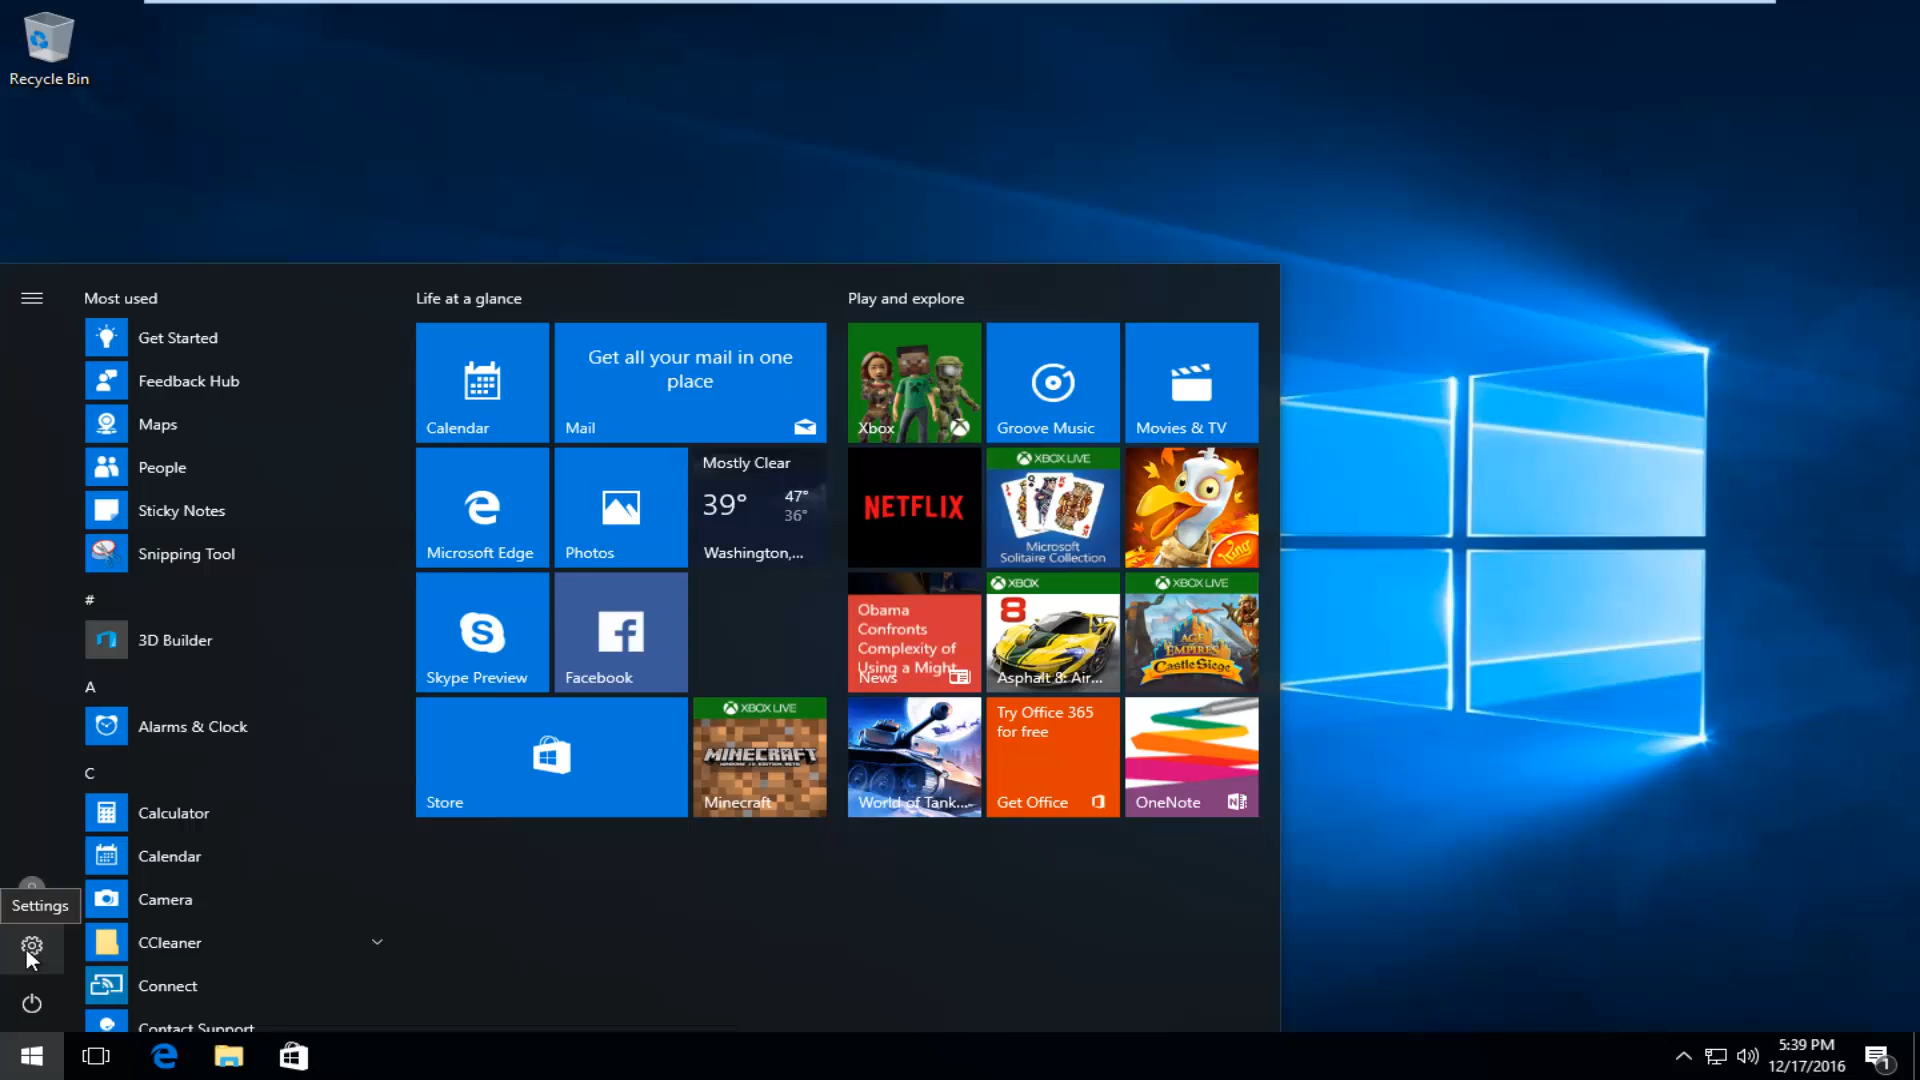 Recycle Bin
Most used
Get Started
Feedback Hub
Maps
People
Sticky Notes
Snipping Tool
#
3D Builder
A
Alarms & Clock
C
Calculator
Calendar
Camera
CCleaner
Connect
Contact Support
Settings
Life at a glance
Calendar
Get all your mail in one
place
Mail
Microsoft Edge
Photos
Mostly Clear
39°
47°
36°
Washington,...
Skype Preview
Facebook
Store
XBOX LIVE
MINECRAFT
Minecraft
Play and explore
Xbox
Groove Music
Movies & TV
NETFLIX
XBOX LIVE
Microsoft
Solitaire Collection
King
Obama
Confronts
Complexity of
Using a Might
News
XBOX
8
Asphalt 8: Air...
XBOX LIVE
AGE
OF
EMPIRES
Castle Siege
World of Tank...
Try Office 365
for free
Get Office
OneNote
5:39 PM
12/17/2016
1